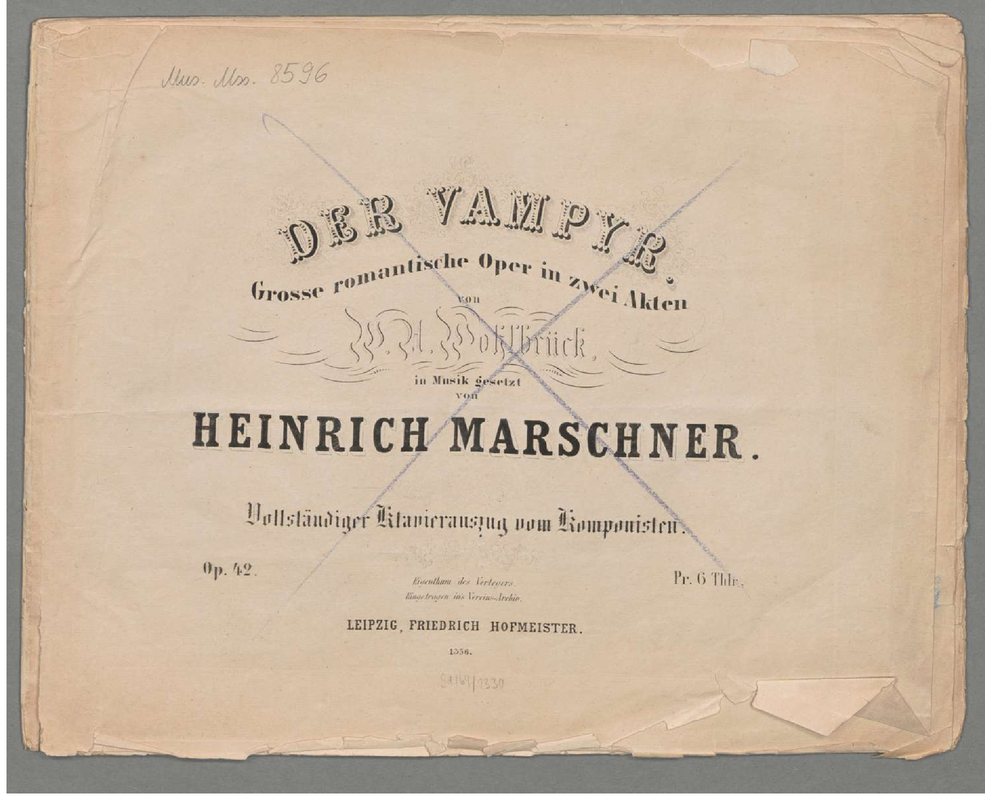 Mus. Mss. 8596
DER VAMPYR.
Grosse romantische Oper in zwei Akten
von
W. A. Wohlbrück,
in Musik gesetzt
von
HEINRICH MARSCHNER.
Vollständiger Klavierauszug vom Komponisten.
Op. 42.
Pr. 6 Thlr.
Eigenthum des Verlegers.
Eingetragen ins Vereins-Archiv.
LEIPZIG, FRIEDRICH HOFMEISTER.